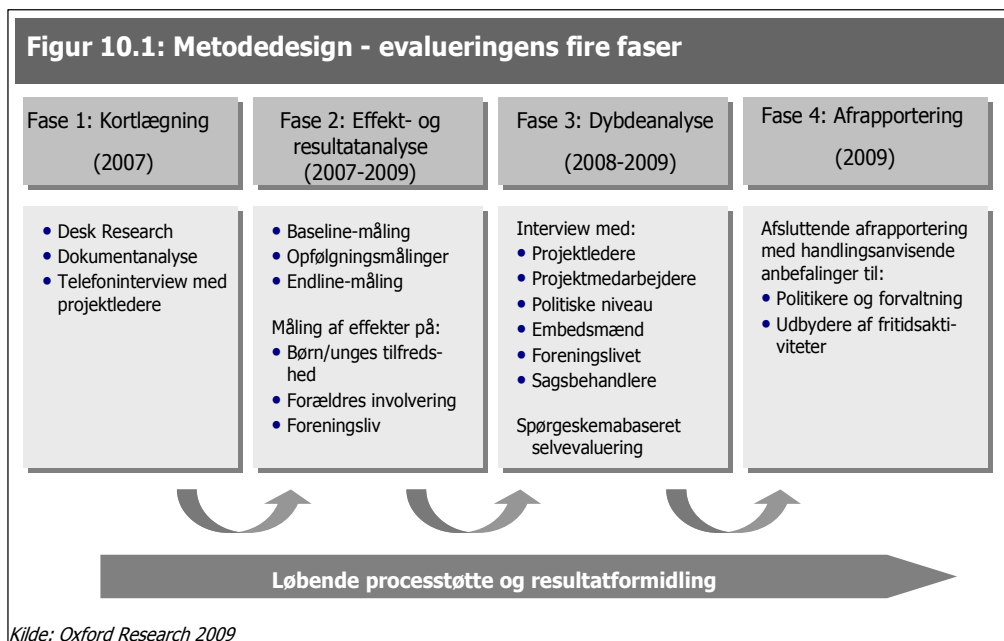 Figur 10.1: Metodedesign - evalueringens fire faser
Fase 1: Kortlægning
(2007)
Fase 2: Effekt- og
resultatanalyse
(2007-2009)
Fase 3: Dybdeanalyse
(2008-2009)
Fase 4: Afrapportering
(2009)
• Desk Research
• Dokumentanalyse
• Telefoninterview med
projektledere
• Baseline-måling
• Opfølgningsmålinger
• Endline-måling
Måling af effekter på:
• Børn/unges tilfreds-
hed
• Forældres involvering
• Foreningsliv
Interview med:
• Projektledere
• Projektmedarbejdere
• Politiske niveau
• Embedsmænd
• Foreningslivet
• Sagsbehandlere
Spørgeskemabaseret
selvevaluering
Afsluttende afrapportering
med handlingsanvisende
anbefalinger til:
• Politikere og forvaltning
• Udbydere af fritidsakti-
viteter
Løbende processtøtte og resultatformidling
Kilde: Oxford Research 2009